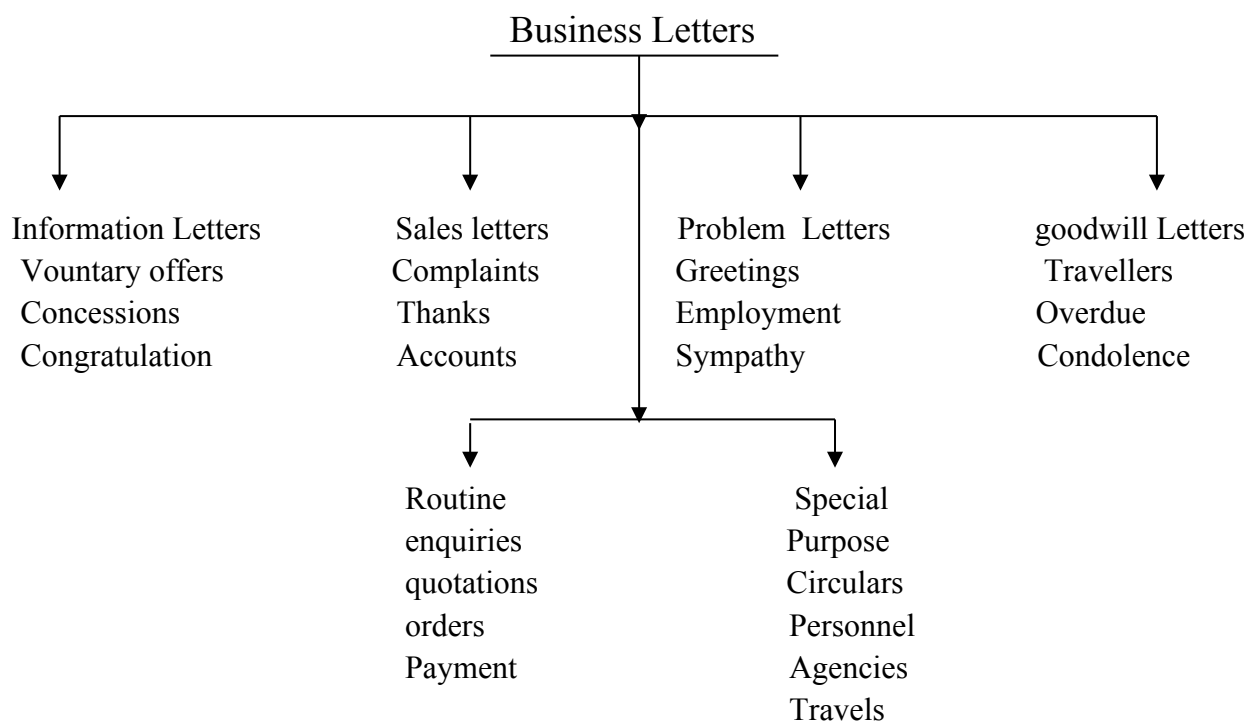 Business Letters
Information Letters
Vountary offers
Concessions
Congratulation
Sales letters
Complaints
Thanks
Accounts
Problem Letters
Greetings
Employment
Sympathy
goodwill Letters
Travellers
Overdue
Condolence
Routine
enquiries
quotations
orders
Payment
Special
Purpose
Circulars
Personnel
Agencies
Travels